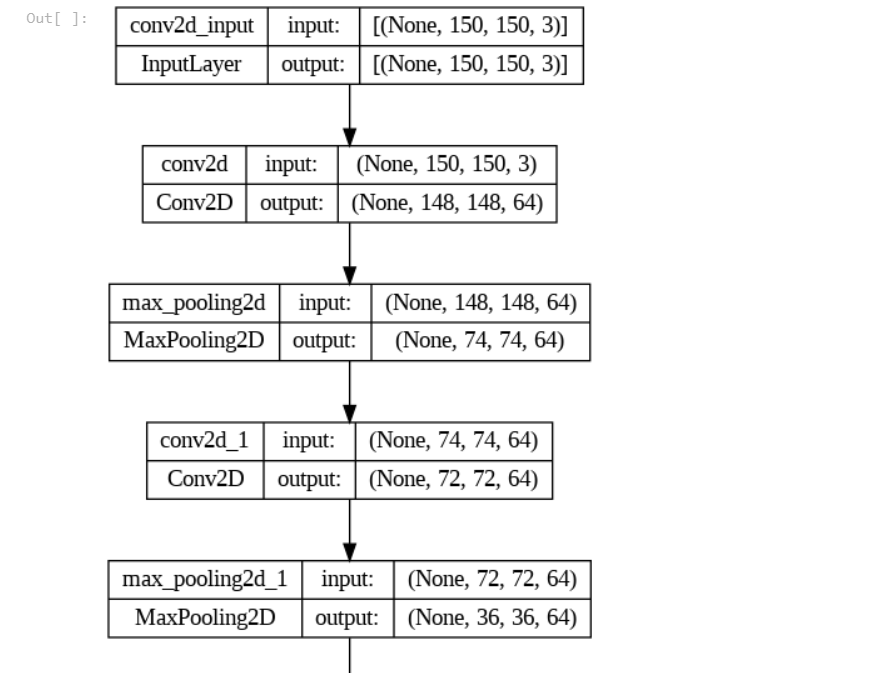 Out[ ]:
conv2d_input input: [(None, 150, 150, 3)]
InputLayer output: [(None, 150, 150, 3)]
conv2d input: (None, 150, 150, 3)
Conv2D output: (None, 148, 148, 64)
max_pooling2d input: (None, 148, 148, 64)
MaxPooling2D output: (None, 74, 74, 64)
conv2d_1 input: (None, 74, 74, 64)
Conv2D output: (None, 72, 72, 64)
max_pooling2d_1 input: (None, 72, 72, 64)
MaxPooling2D output: (None, 36, 36, 64)